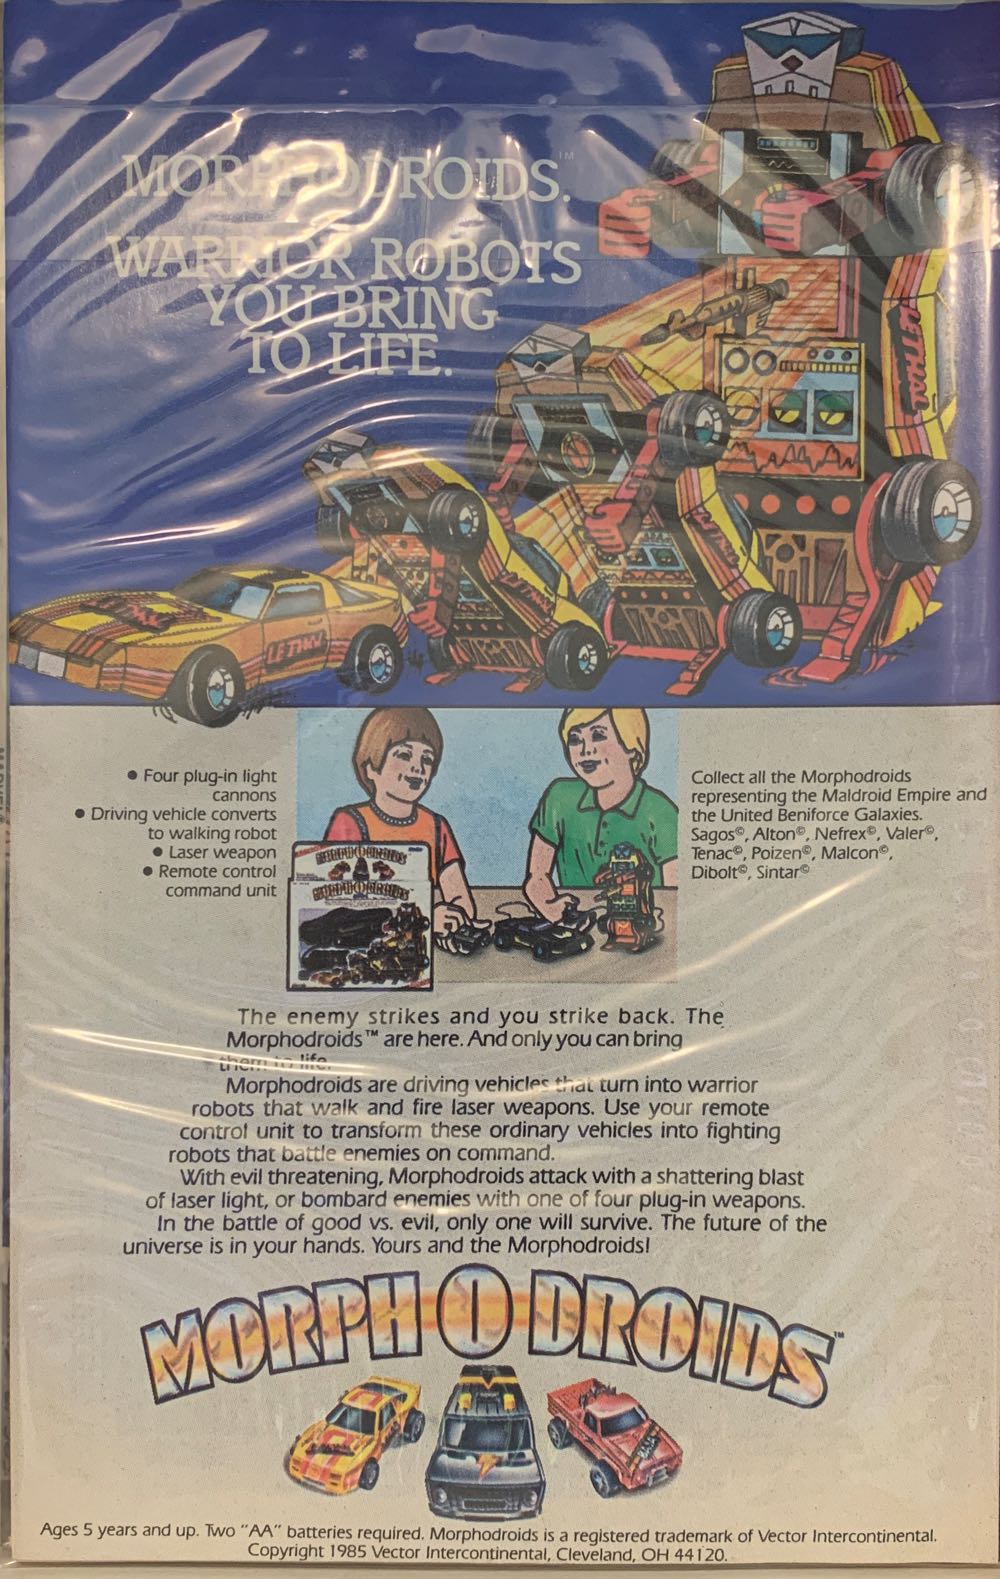 MORPHODROIDS.™
WARRIOR ROBOTS
YOU BRING
TO LIFE.
LETHAL
• Four plug-in light
cannons
• Driving vehicle converts
to walking robot
• Laser weapon
• Remote control
command unit
MORPH O DROIDS
MORPH O DROIDS
Collect all the Morphodroids
representing the Maldroid Empire and
the United Beniforce Galaxies.
Sagos©, Alton©, Nefrex©, Valer©,
Tenac©, Poizen©, Malcon©,
Dibolt©, Sintar©
The enemy strikes and you strike back. The
Morphodroids™ are here. And only you can bring
them to life.
Morphodroids are driving vehicles that turn into warrior
robots that walk and fire laser weapons. Use your remote
control unit to transform these ordinary vehicles into fighting
robots that battle enemies on command.
With evil threatening, Morphodroids attack with a shattering blast
of laser light, or bombard enemies with one of four plug-in weapons.
In the battle of good vs. evil, only one will survive. The future of the
universe is in your hands. Yours and the Morphodroids!
MORPH O DROIDS™
Ages 5 years and up. Two "AA" batteries required. Morphodroids is a registered trademark of Vector Intercontinental.
Copyright 1985 Vector Intercontinental, Cleveland, OH 44120.